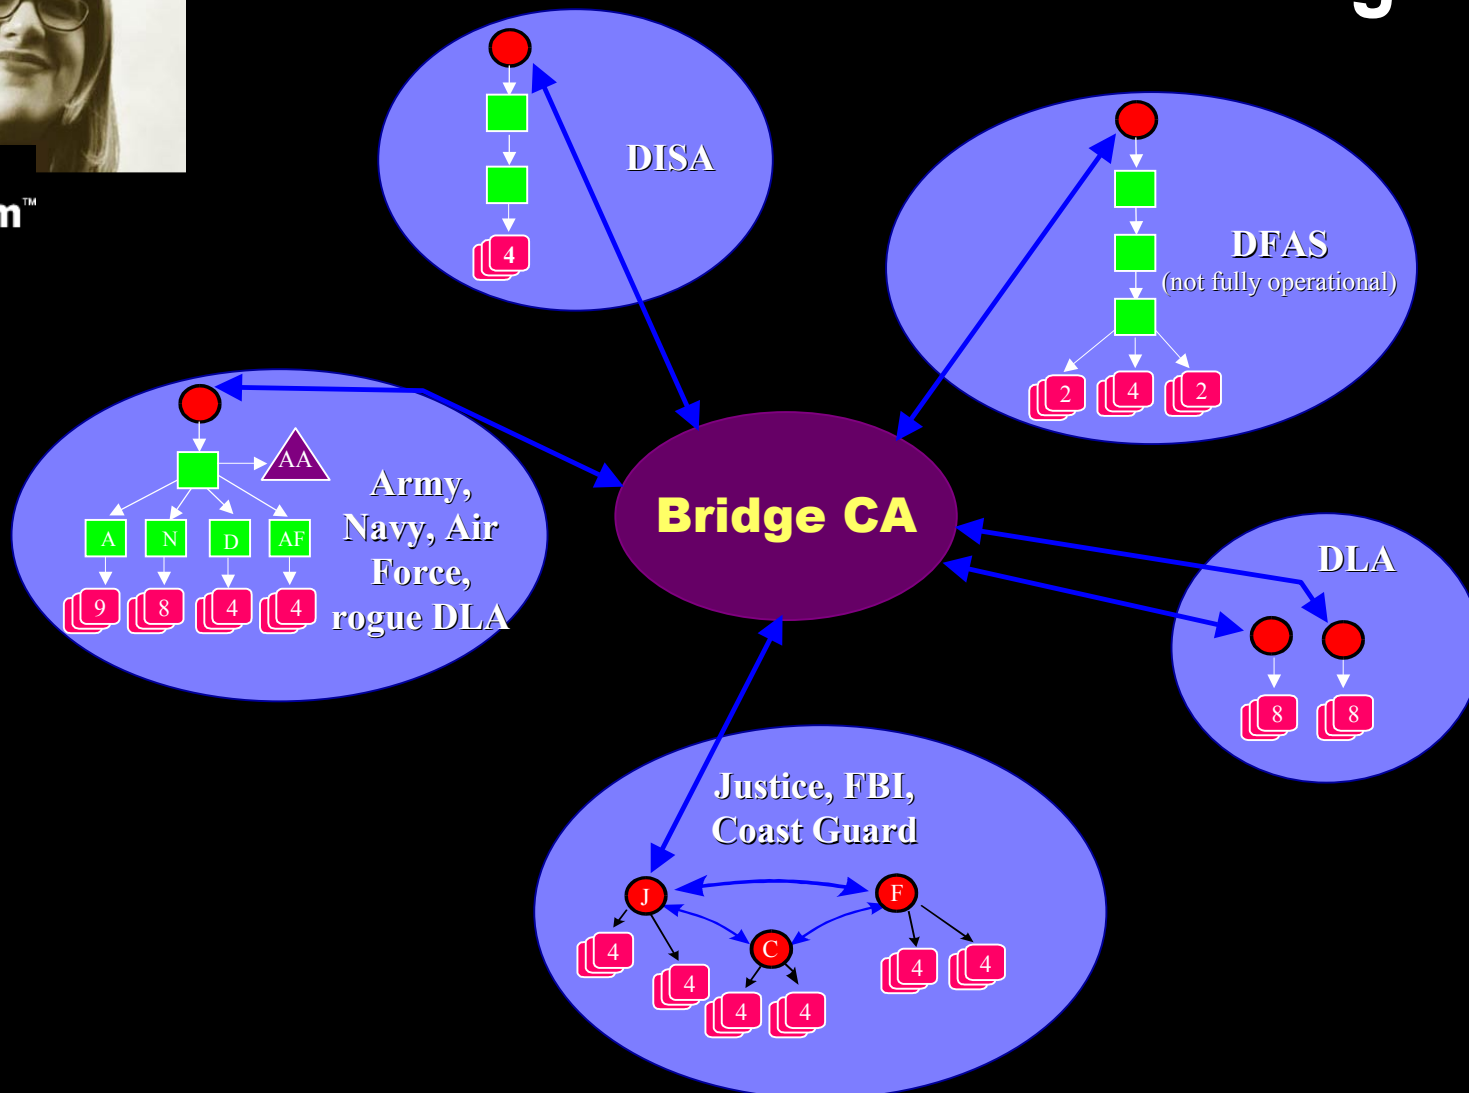 g
m™
DISA
4
DFAS
(not fully operational)
2 4 2
AA
Army,
Navy, Air
Force,
rogue DLA
A N D AF
9 8 4 4
Bridge CA
DLA
8 8
Justice, FBI,
Coast Guard
J F
C
4 4
4 4
4 4